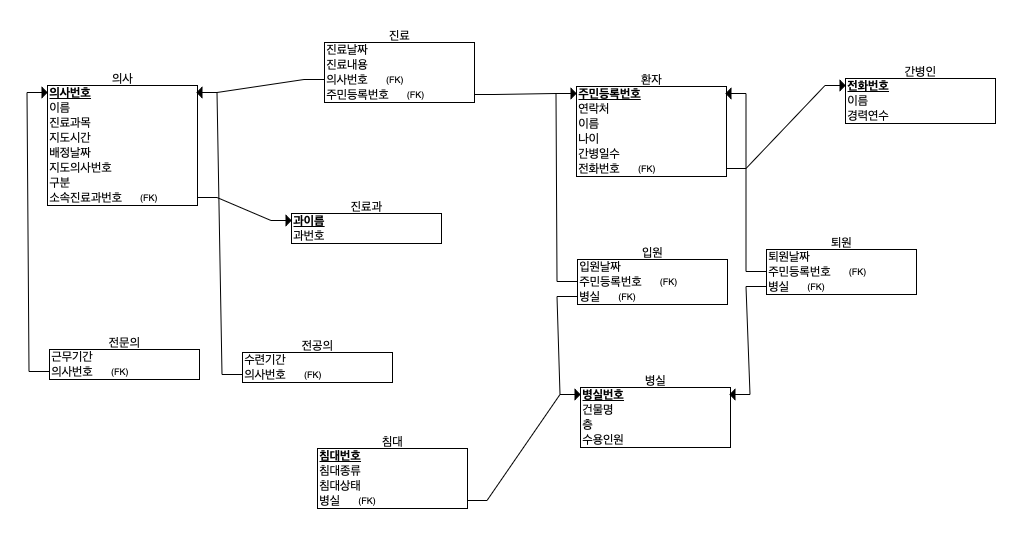 진료
진료날짜
진료내용
의사번호 (FK)
주민등록번호 (FK)
의사
의사번호
이름
진료과목
지도시간
배정날짜
지도의사번호
구분
소속진료과번호 (FK)
환자
주민등록번호
연락처
이름
나이
간병일수
전화번호 (FK)
간병인
전화번호
이름
경력연수
진료과
과이름
과번호
입원
입원날짜
주민등록번호 (FK)
병실 (FK)
퇴원
퇴원날짜
주민등록번호 (FK)
병실 (FK)
전문의
근무기간
의사번호 (FK)
전공의
수련기간
의사번호 (FK)
병실
병실번호
건물명
층
수용인원
침대
침대번호
침대종류
침대상태
병실 (FK)